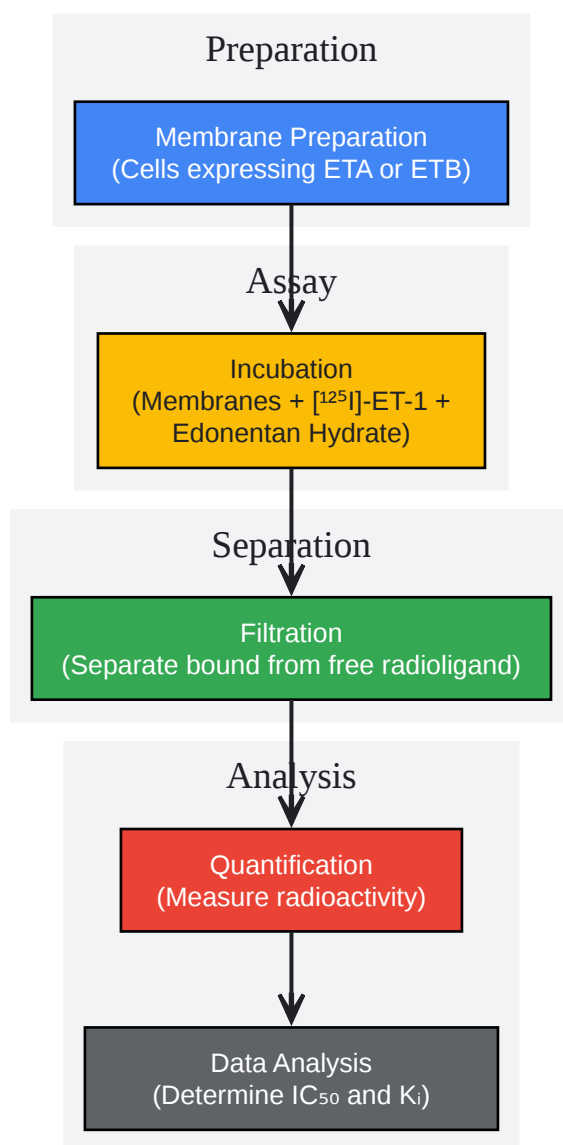 Preparation
Membrane Preparation
(Cells expressing ETA or ETB)
Assay
Incubation
(Membranes + [¹²⁵I]-ET-1 +
Edonentan Hydrate)
Separation
Filtration
(Separate bound from free radioligand)
Analysis
Quantification
(Measure radioactivity)
Data Analysis
(Determine IC₅₀ and Kᵢ)